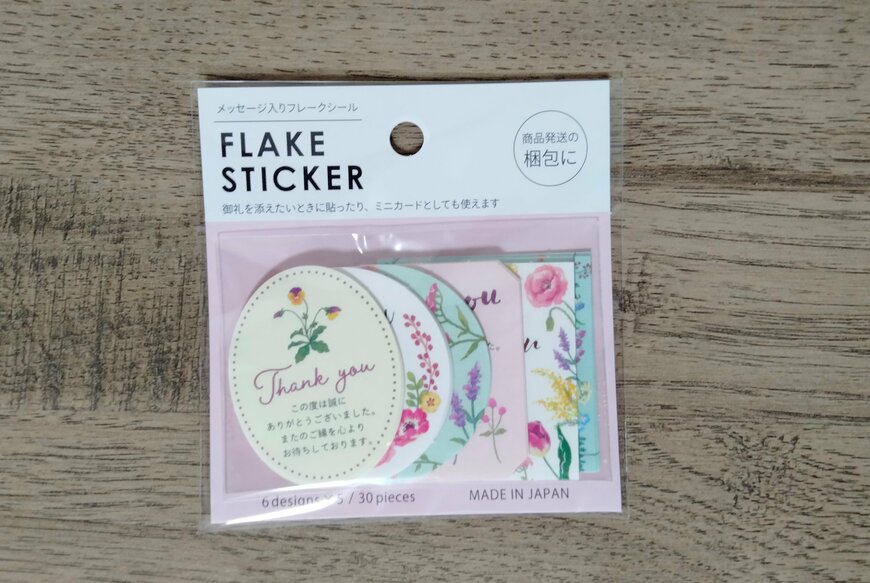 メッセージ入りフレークシール
FLAKE
STICKER
商品発送の
梱包に
御礼を添えたいときに貼ったり、ミニカードとしても使えます
Thank you
この度は誠に
ありがとうございました。
またのご縁を心より
お待ちしております。
ou
u
6 designs × 5 / 30 pieces
MADE IN JAPAN